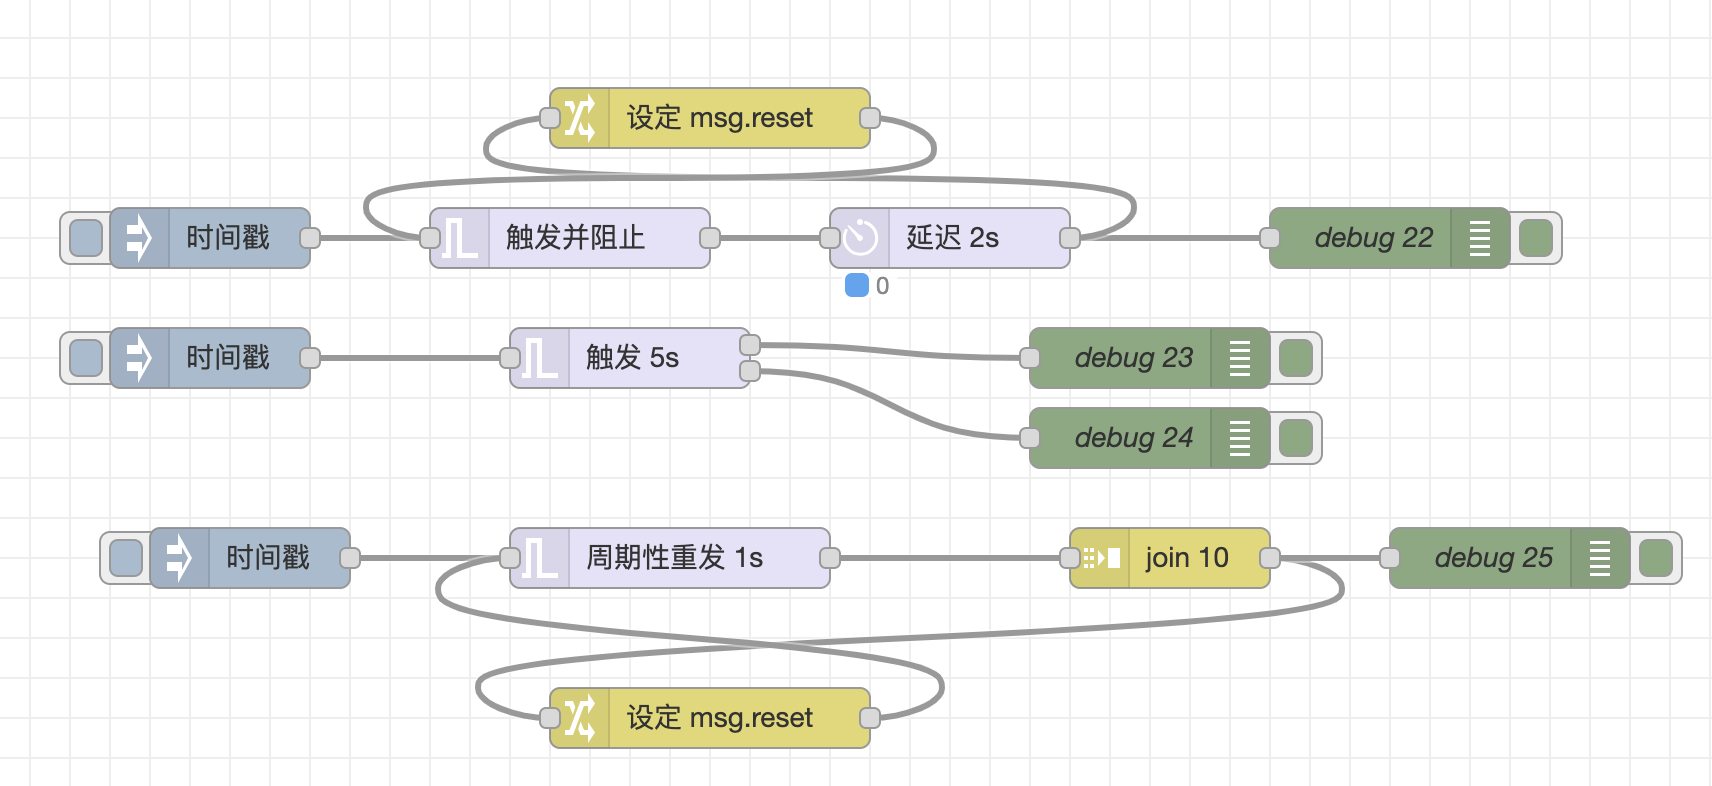 设定 msg.reset
时间戳
触发并阻止
延迟 2s
debug 22
0
时间戳
触发 5s
debug 23
debug 24
时间戳
周期性重发 1s
join 10
debug 25
设定 msg.reset